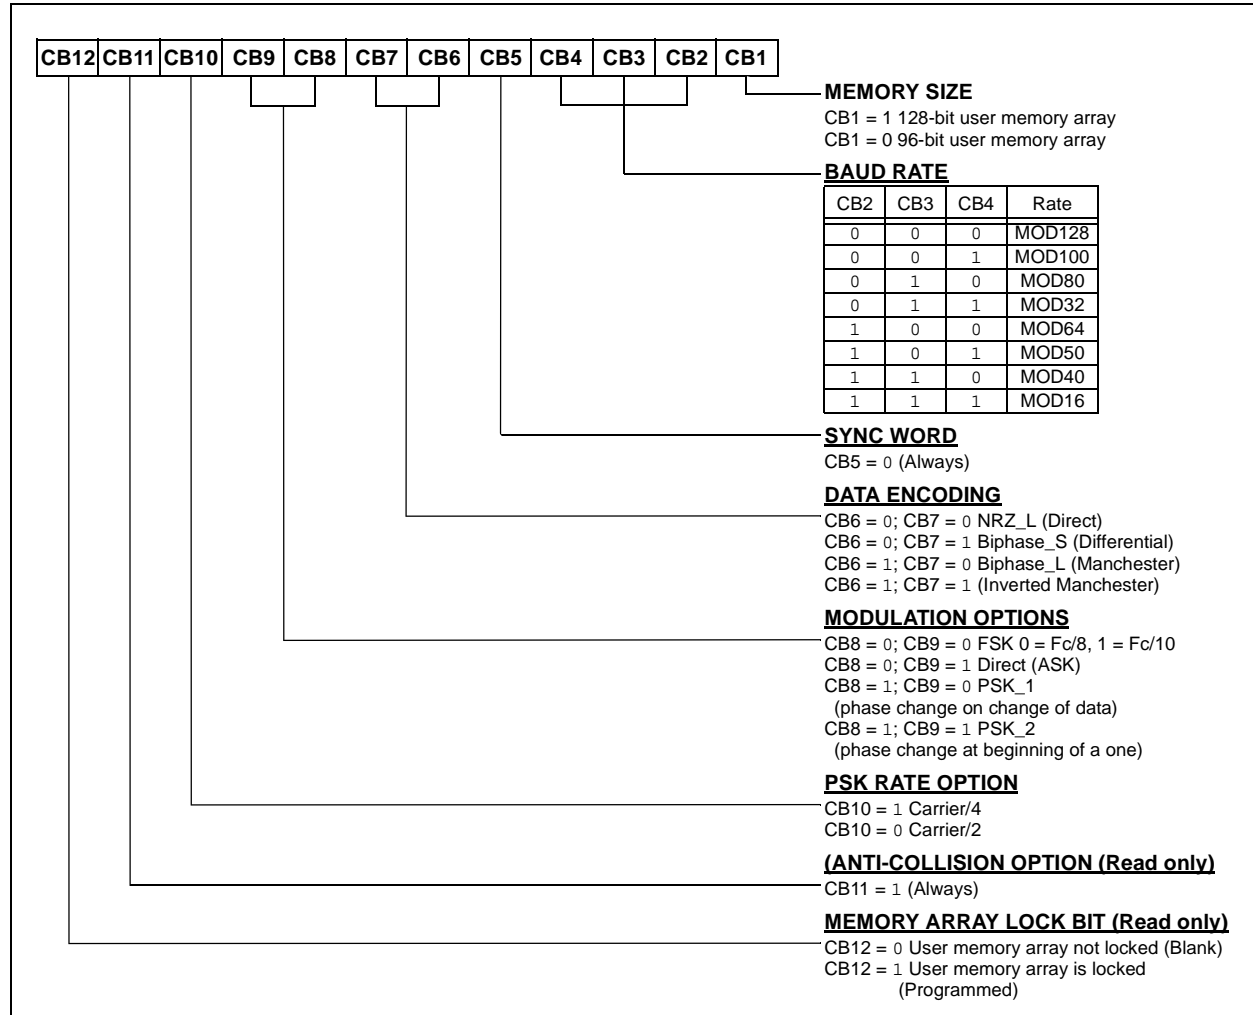 CB12 CB11 CB10 CB9 CB8 CB7 CB6 CB5 CB4 CB3 CB2 CB1
MEMORY SIZE
CB1 = 1 128-bit user memory array
CB1 = 0 96-bit user memory array
BAUD RATE
CB2 CB3 CB4 Rate
0 0 0 MOD128
0 0 1 MOD100
0 1 0 MOD80
0 1 1 MOD32
1 0 0 MOD64
1 0 1 MOD50
1 1 0 MOD40
1 1 1 MOD16
SYNC WORD
CB5 = 0 (Always)
DATA ENCODING
CB6 = 0; CB7 = 0 NRZ_L (Direct)
CB6 = 0; CB7 = 1 Biphase_S (Differential)
CB6 = 1; CB7 = 0 Biphase_L (Manchester)
CB6 = 1; CB7 = 1 (Inverted Manchester)
MODULATION OPTIONS
CB8 = 0; CB9 = 0 FSK 0 = Fc/8, 1 = Fc/10
CB8 = 0; CB9 = 1 Direct (ASK)
CB8 = 1; CB9 = 0 PSK_1
(phase change on change of data)
CB8 = 1; CB9 = 1 PSK_2
(phase change at beginning of a one)
PSK RATE OPTION
CB10 = 1 Carrier/4
CB10 = 0 Carrier/2
(ANTI-COLLISION OPTION (Read only)
CB11 = 1 (Always)
MEMORY ARRAY LOCK BIT (Read only)
CB12 = 0 User memory array not locked (Blank)
CB12 = 1 User memory array is locked
(Programmed)